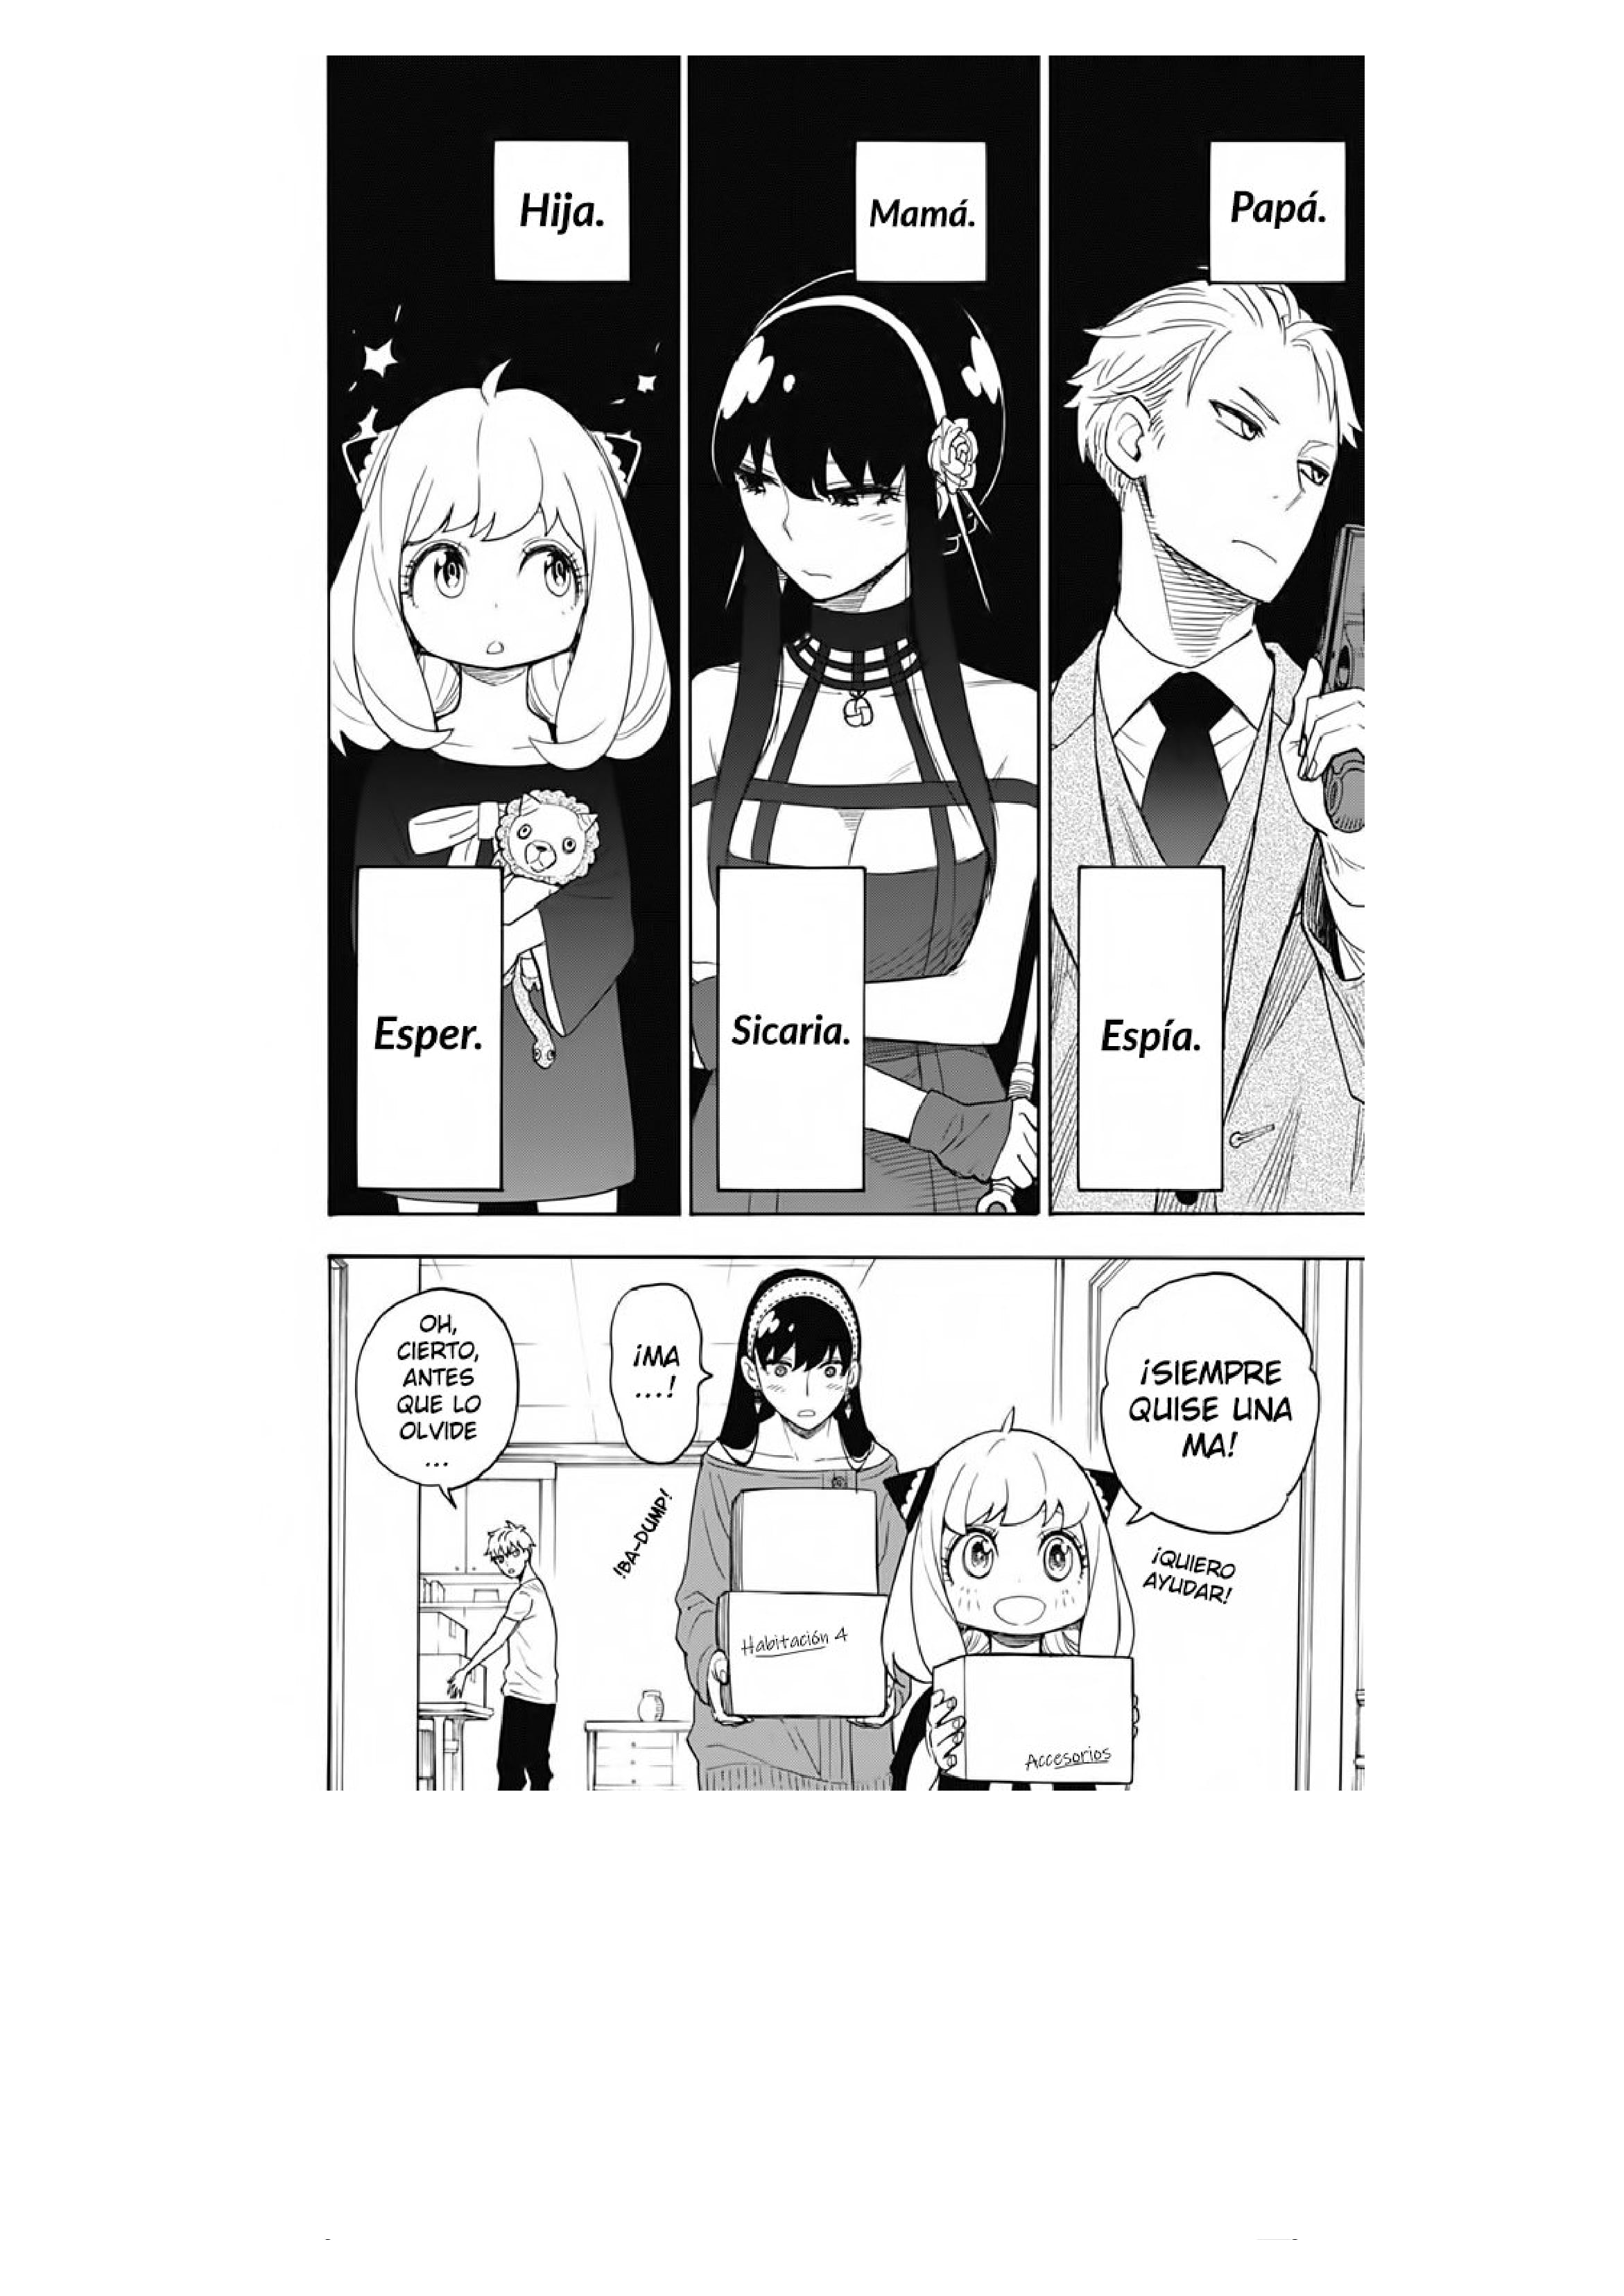 Papá.
Espía.
Mamá.
Sicaria.
Hija.
Esper.
¡SIEMPRE
QUISE UNA
MA!
¡QUIERO
AYUDAR!
¡MA
...!
!BA-DUMP!
Habitación 4
Accesorios
OH,
CIERTO,
ANTES
QUE LO
OLVIDE
...